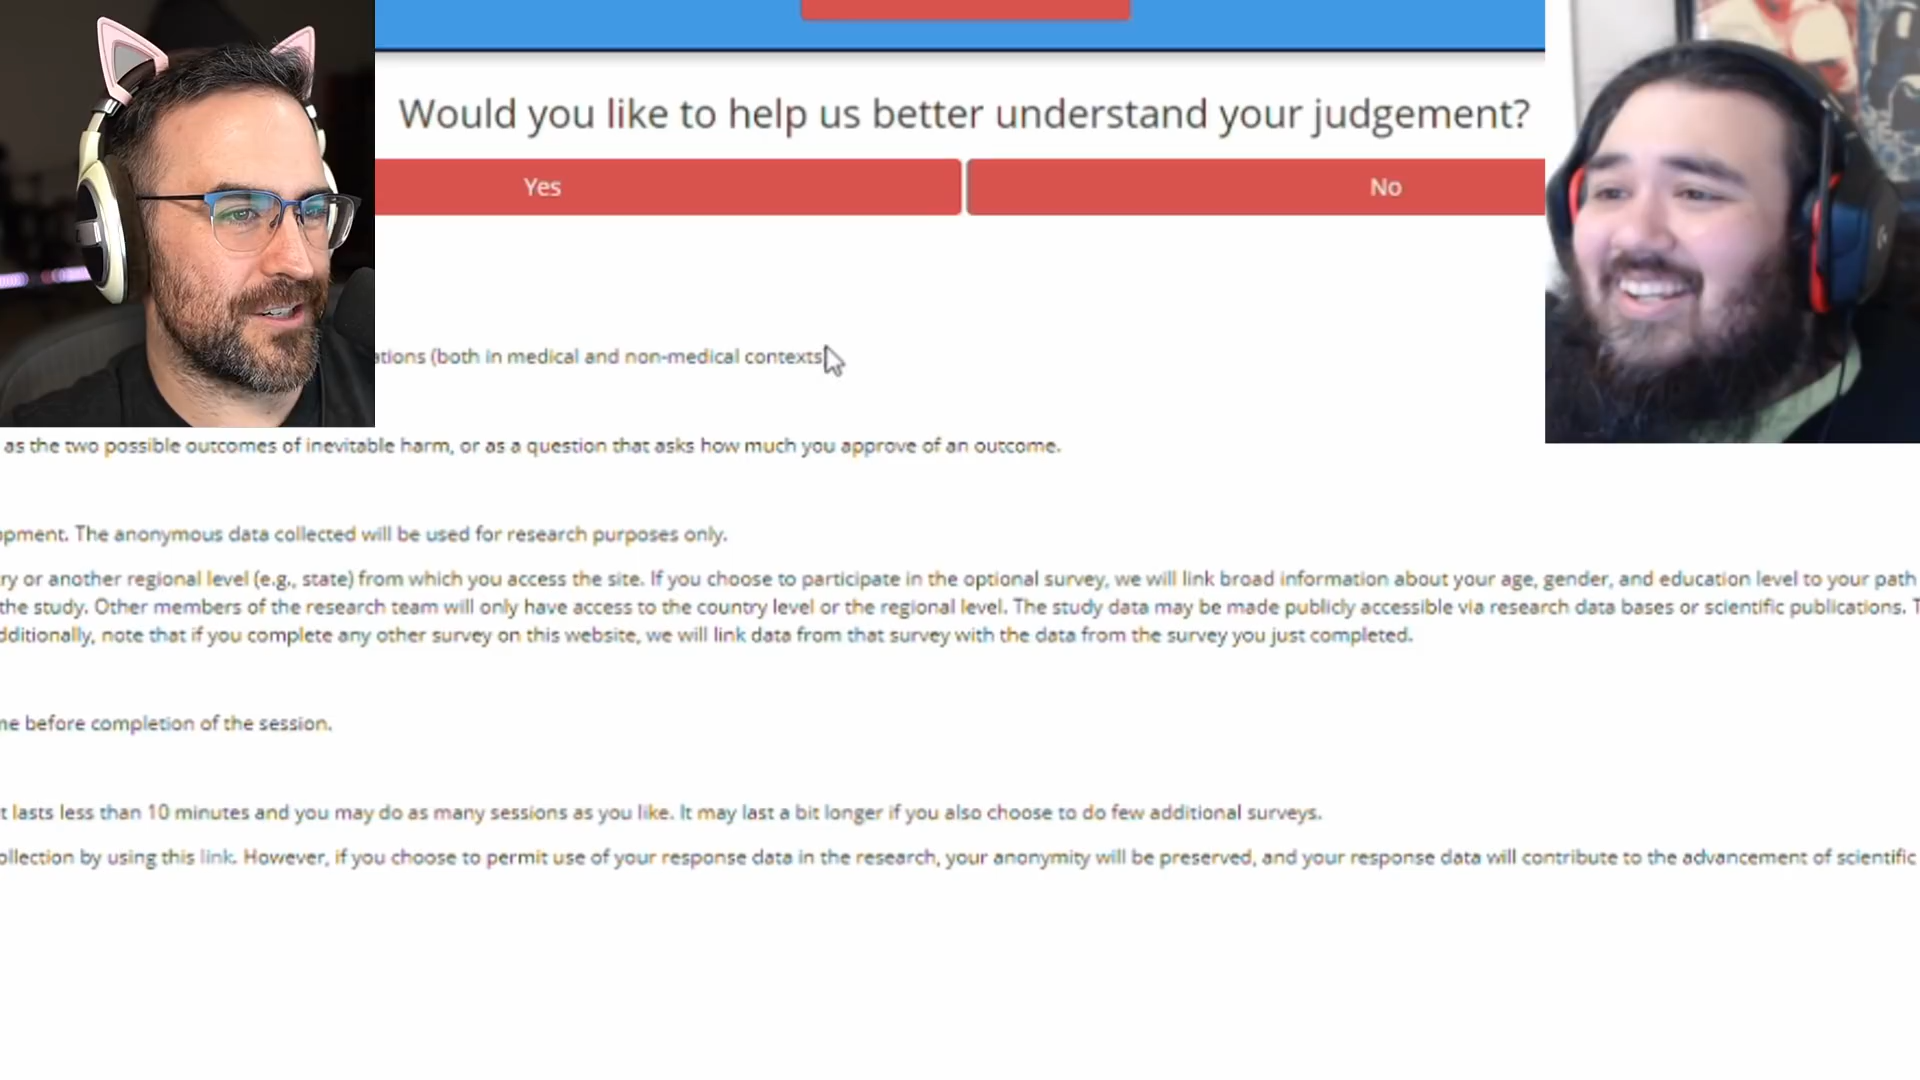 Would you like to help us better understand your judgement?
Yes
No
ations (both in medical and non-medical contexts
as the two possible outcomes of inevitable harm, or as a question that asks how much you approve of an outcome.
opment. The anonymous data collected will be used for research purposes only.
ry or another regional level (e.g., state) from which you access the site. If you choose to participate in the optional survey, we will link broad information about your age, gender, and education level to your path
the study. Other members of the research team will only have access to the country level or the regional level. The study data may be made publicly accessible via research data bases or scientific publications. T
dditionally, note that if you complete any other survey on this website, we will link data from that survey with the data from the survey you just completed.
me before completion of the session.
t lasts less than 10 minutes and you may do as many sessions as you like. It may last a bit longer if you also choose to do few additional surveys.
ollection by using this link. However, if you choose to permit use of your response data in the research, your anonymity will be preserved, and your response data will contribute to the advancement of scientific